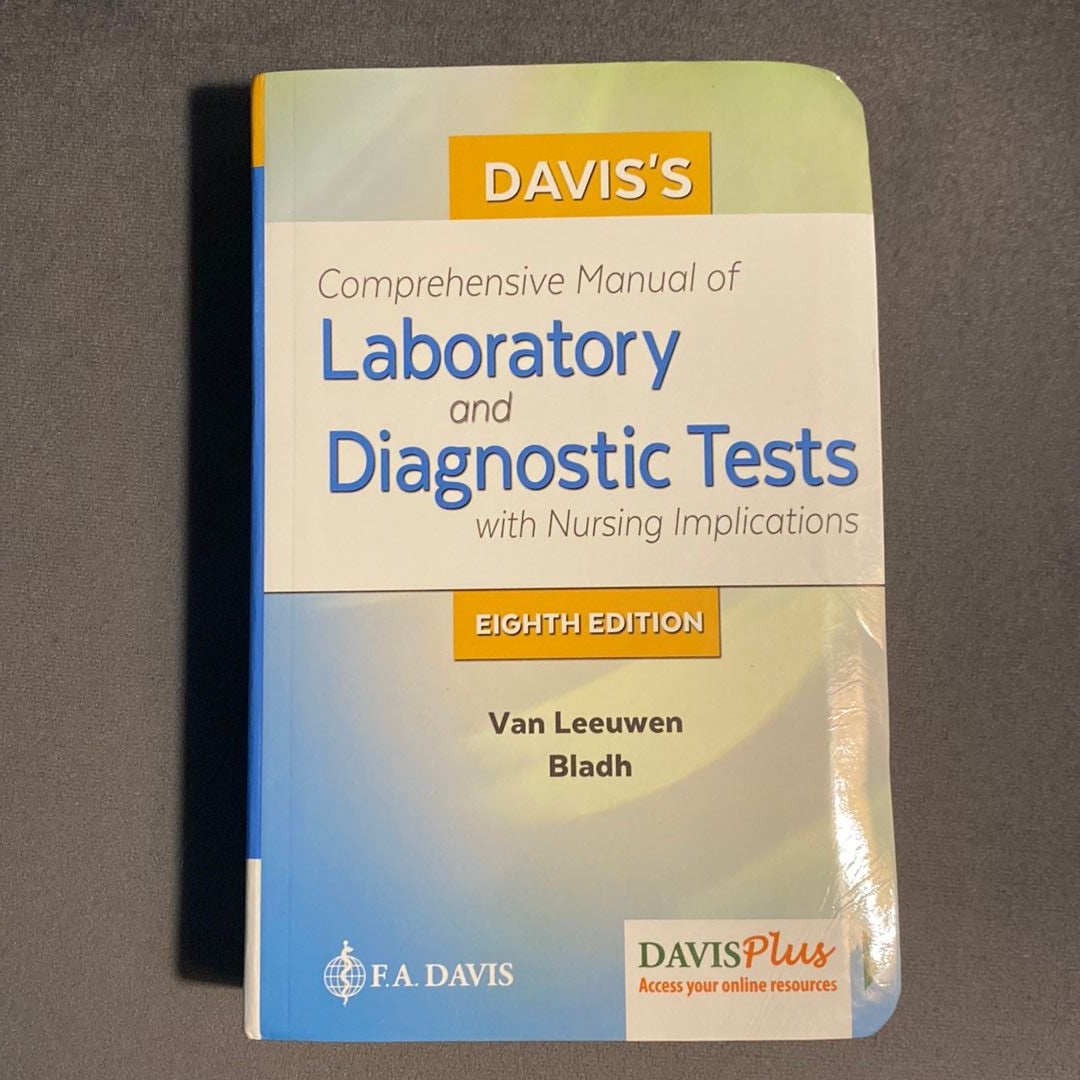 DAVIS'S
Comprehensive Manual of
Laboratory
and
Diagnostic Tests
with Nursing Implications
EIGHTH EDITION
Van Leeuwen
Bladh
F.A. DAVIS
DAVISPlus
Access your online resources